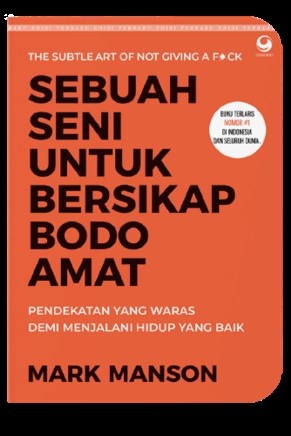 THE SUBTLE ART OF NOT GIVING A F*CK
SEBUAH
SENI
UNTUK
BERSIKAP
BODO
AMAT
BUKU TERLARIS
NOMOR #1
DI INDONESIA
DAN SELURUH DUNIA.
PENDEKATAN YANG WARAS
DEMI MENJALANI HIDUP YANG BAIK
MARK MANSON